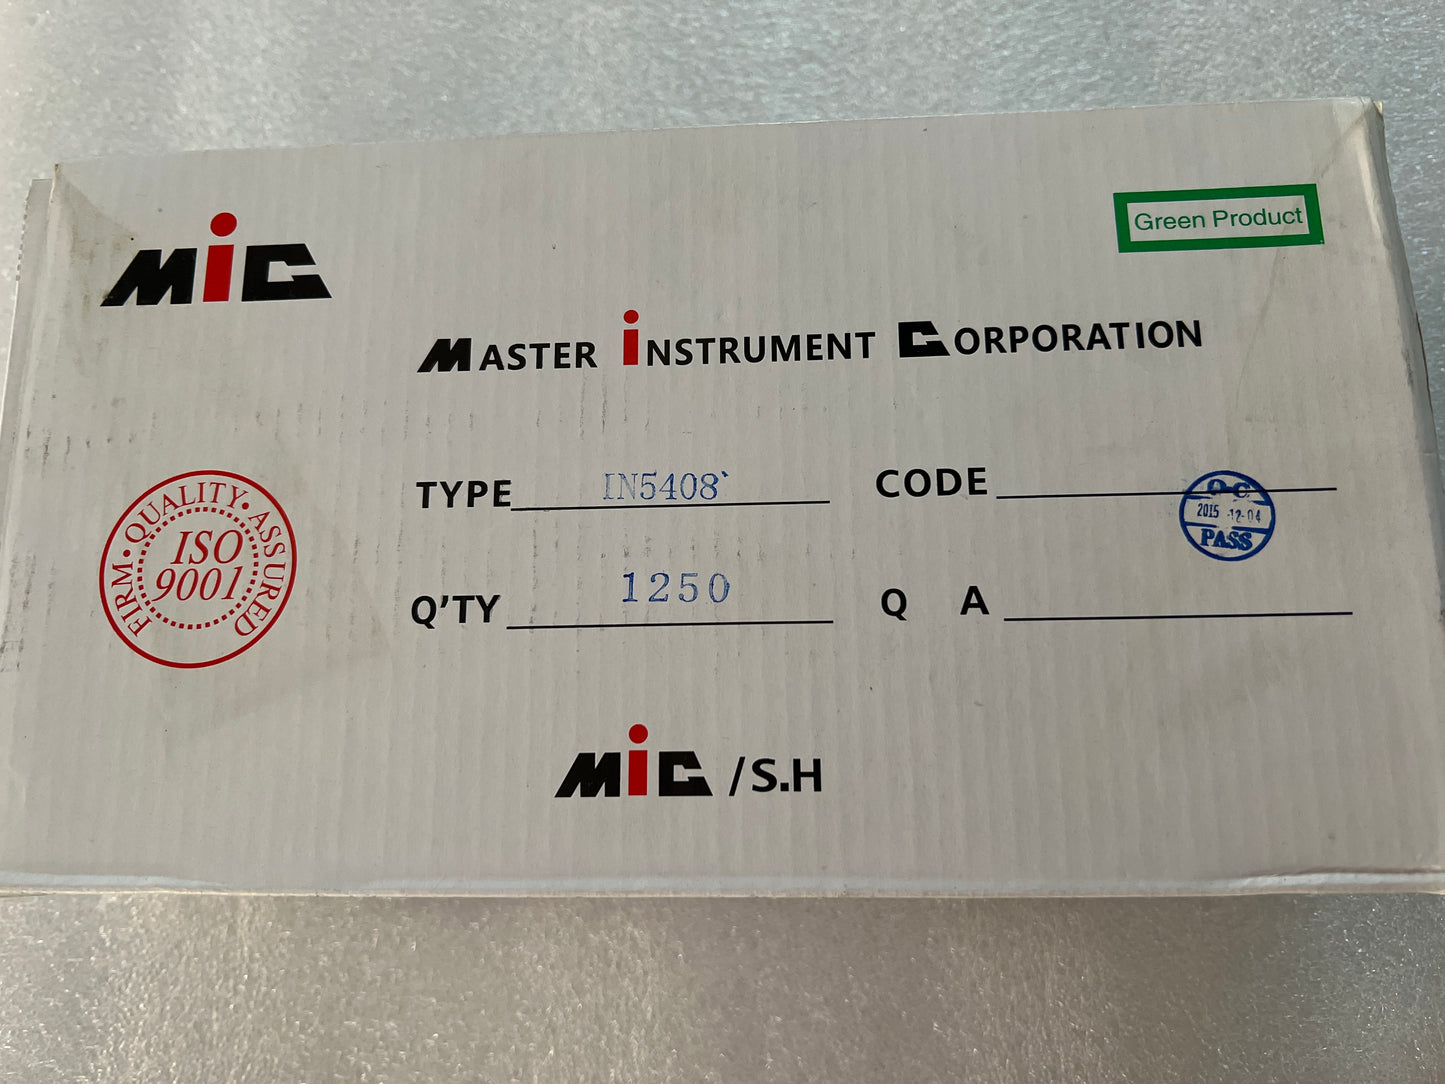 MiC
Green Product
MASTER iNSTRUMENT CORPORATION
TYPE IN5408
CODE
Q.C
2015-12-04
PASS
FIRM • QUALITY • ASSURED
ISO
9001
Q'TY 1250
Q A
MiC /S.H